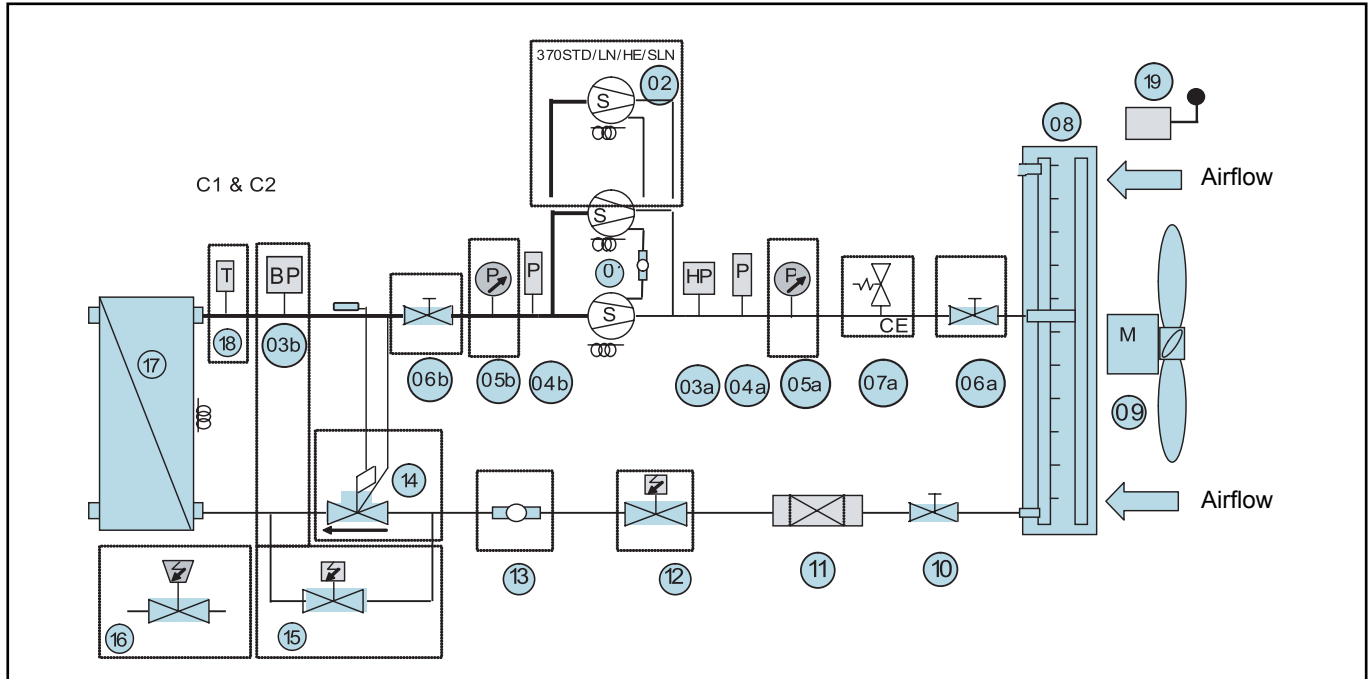 370STD/LN/HE/SLN
S
02
19
08
C1 & C2
Airflow
S
T
BP
P
P
0
HP
P
P
CE
M
S
18
03b
06b
05b
04b
03a
04a
05a
07a
06a
09
17
14
Airflow
13
12
11
10
16
15